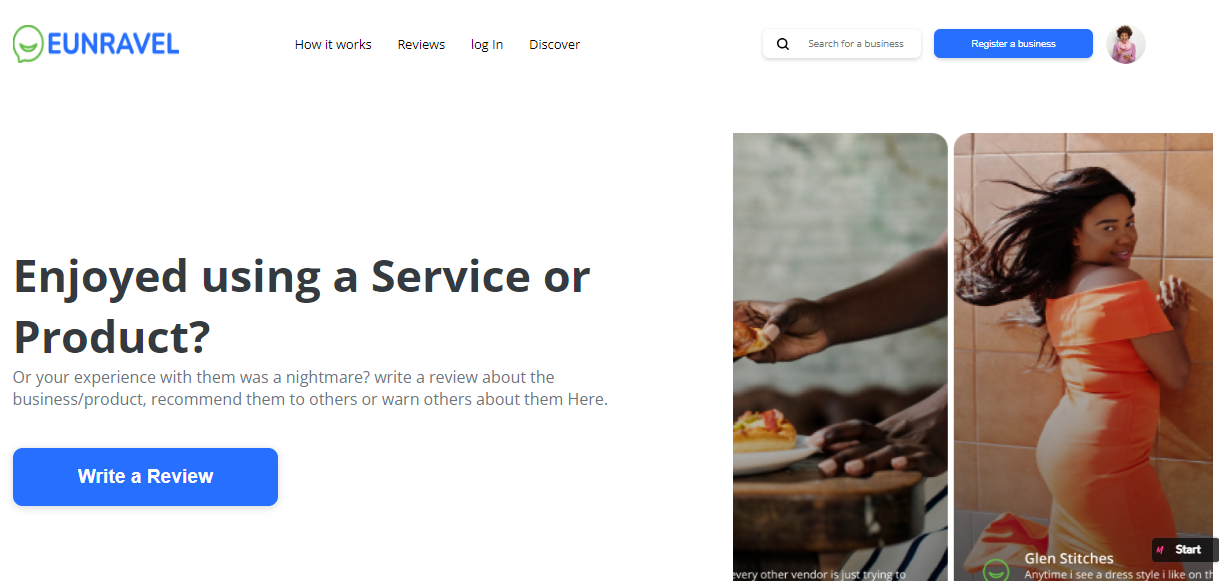 EUNRAVEL
How it works
Reviews
log In
Discover
Search for a business
Register a business
Enjoyed using a Service or
Product?
Or your experience with them was a nightmare? write a review about the
business/product, recommend them to others or warn others about them Here.
Write a Review
every other vendor is just trying to
Glen Stitches
Anytime i see a dress style i like on th
Start